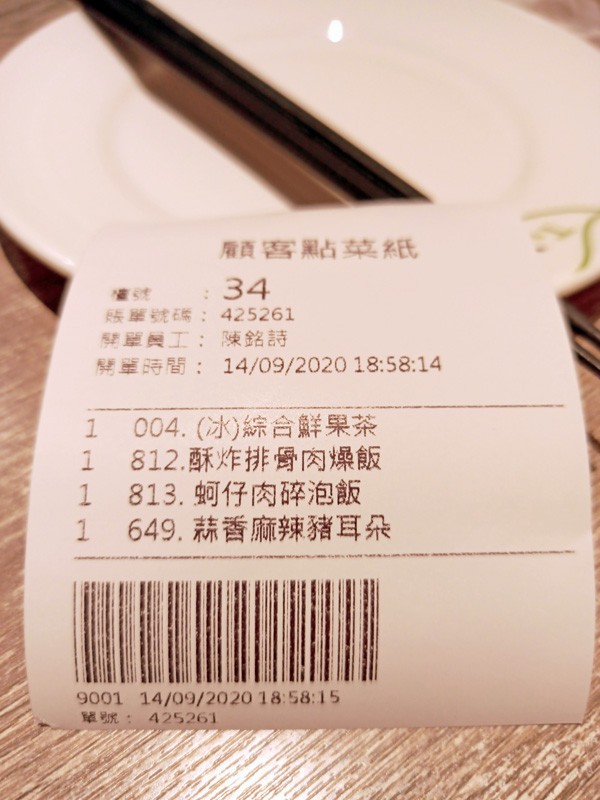 顧客點菜紙
檯號 : 34
賬單號碼 : 425261
開單員工 : 陳銘詩
開單時間 : 14/09/2020 18:58:14
1 004. (冰)綜合鮮果茶
1 812.酥炸排骨肉燥飯
1 813. 蚵仔肉碎泡飯
1 649. 蒜香麻辣豬耳朵
9001 14/09/2020 18:58:15
單號 : 425261